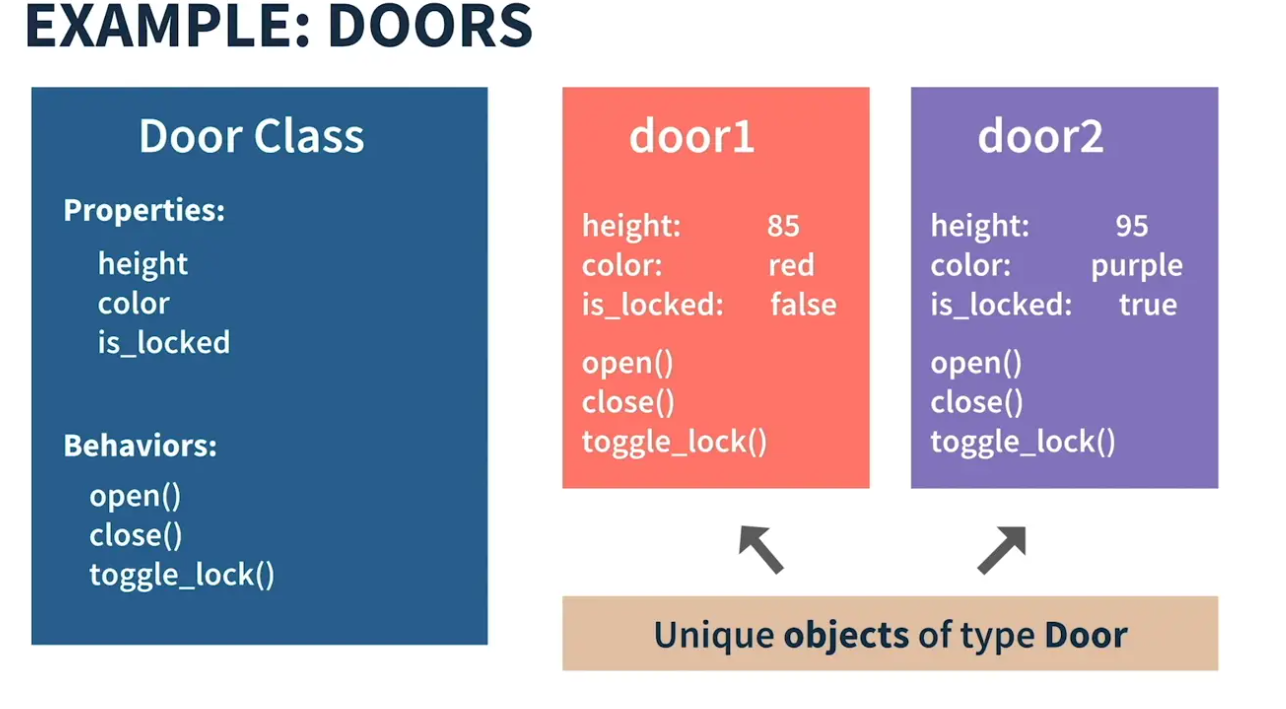 EXAMPLE: DOORS
Door Class
Properties:
height
color
is_locked
Behaviors:
open()
close()
toggle_lock()
door1
height: 85
color: red
is_locked: false
open()
close()
toggle_lock()
door2
height: 95
color: purple
is_locked: true
open()
close()
toggle_lock()
Unique objects of type Door